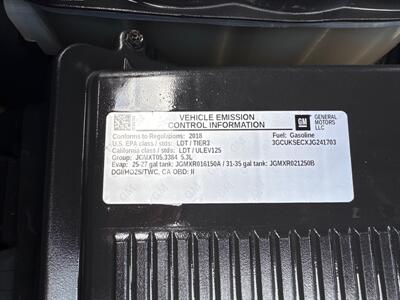 VEHICLE EMISSION
CONTROL INFORMATION
GM
GENERAL
MOTORS
LLC
Conforms to Regulations: 2018
Fuel: Gasoline
U.S. EPA class / stds: LDT / TIER3
3GCUKSECXJG241703
California class / stds: LDT / ULEV125
Group: JGMXT05.3384 5.3L
Evap: 25-27 gal tank: JGMXR016150A / 31-35 gal tank: JGMXR021250B
DGI/HO2S/TWC, CA OBD: II